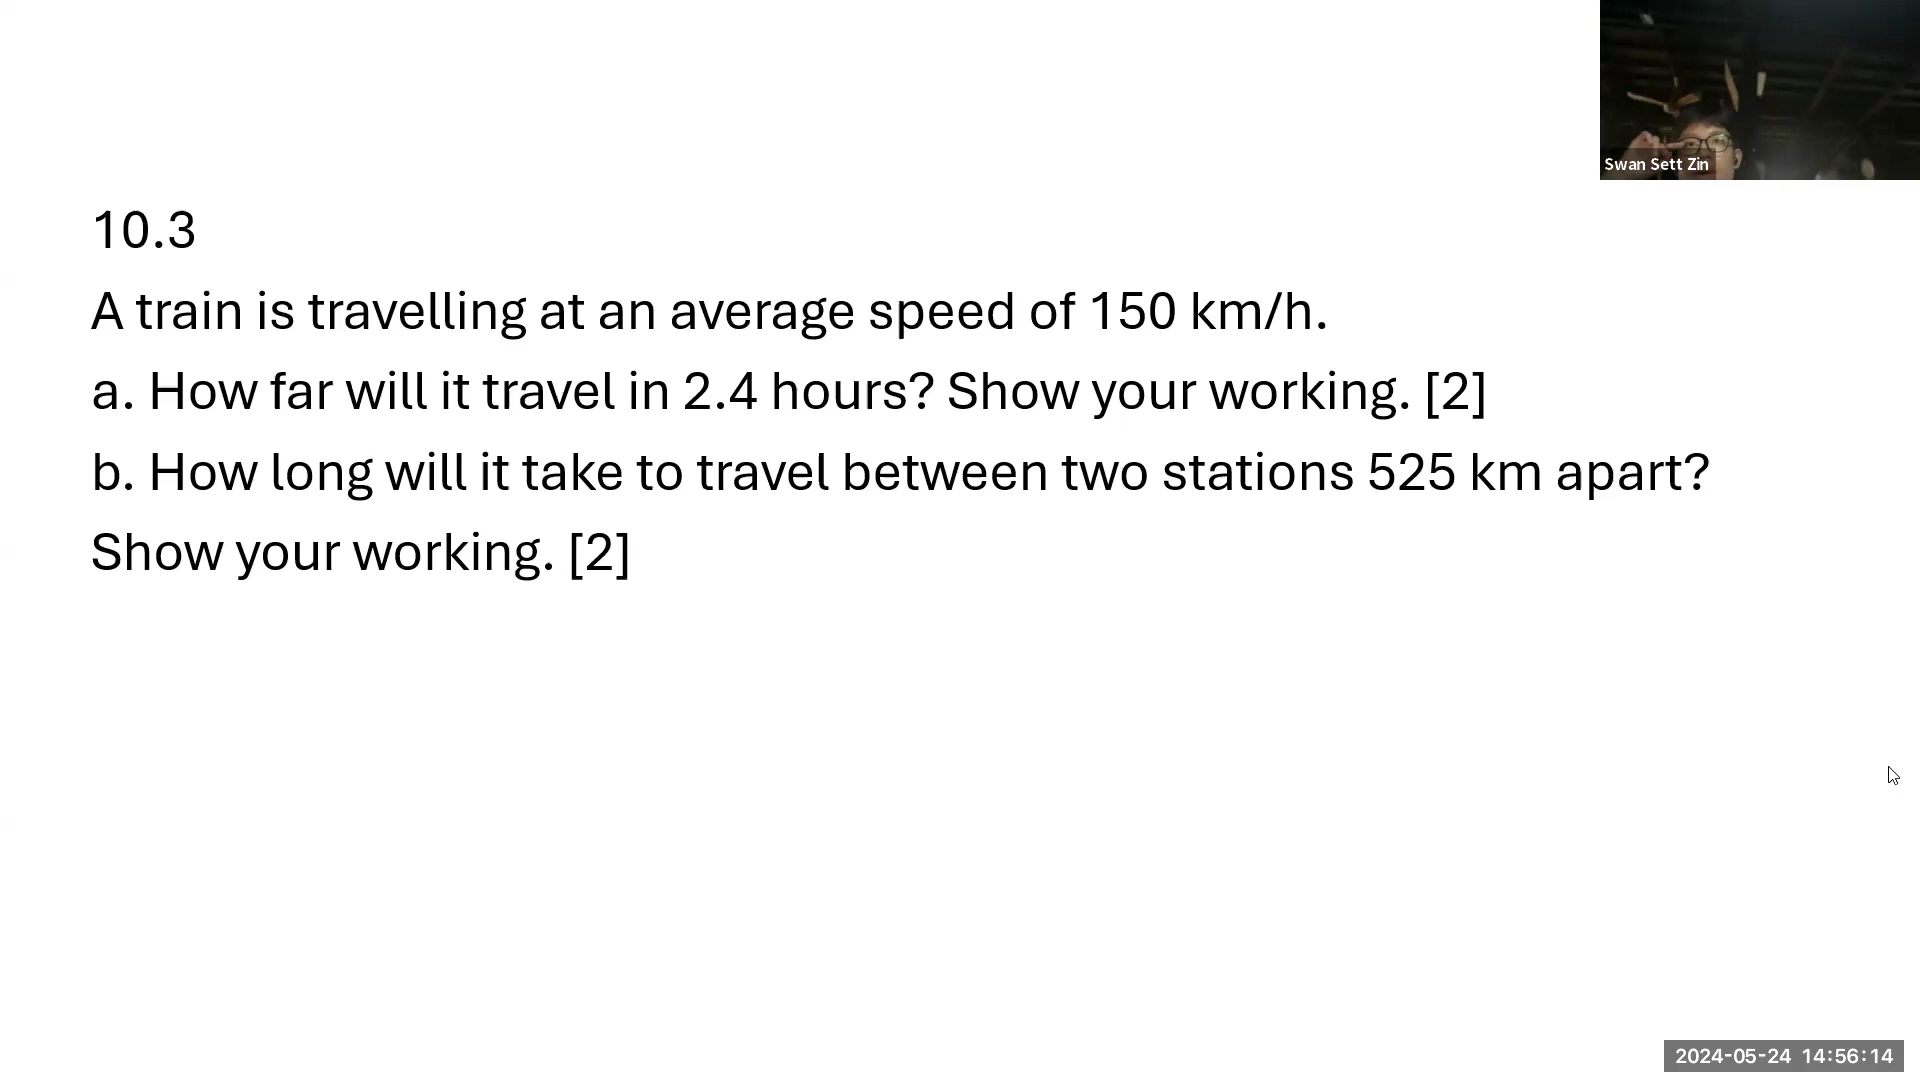 Swan Sett Zin
10.3
A train is travelling at an average speed of 150 km/h.
a. How far will it travel in 2.4 hours? Show your working. [2]
b. How long will it take to travel between two stations 525 km apart?
Show your working. [2]
2024-05-24 14:56:14